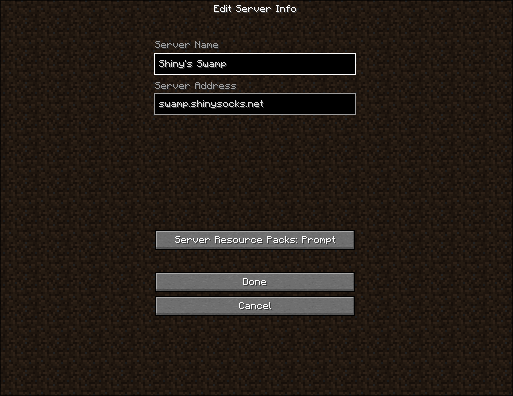 Edit Server Info
Server Name
Shiny's Swamp
Server Address
swamp.shinysocks.net
Server Resource Packs: Prompt
Done
Cancel